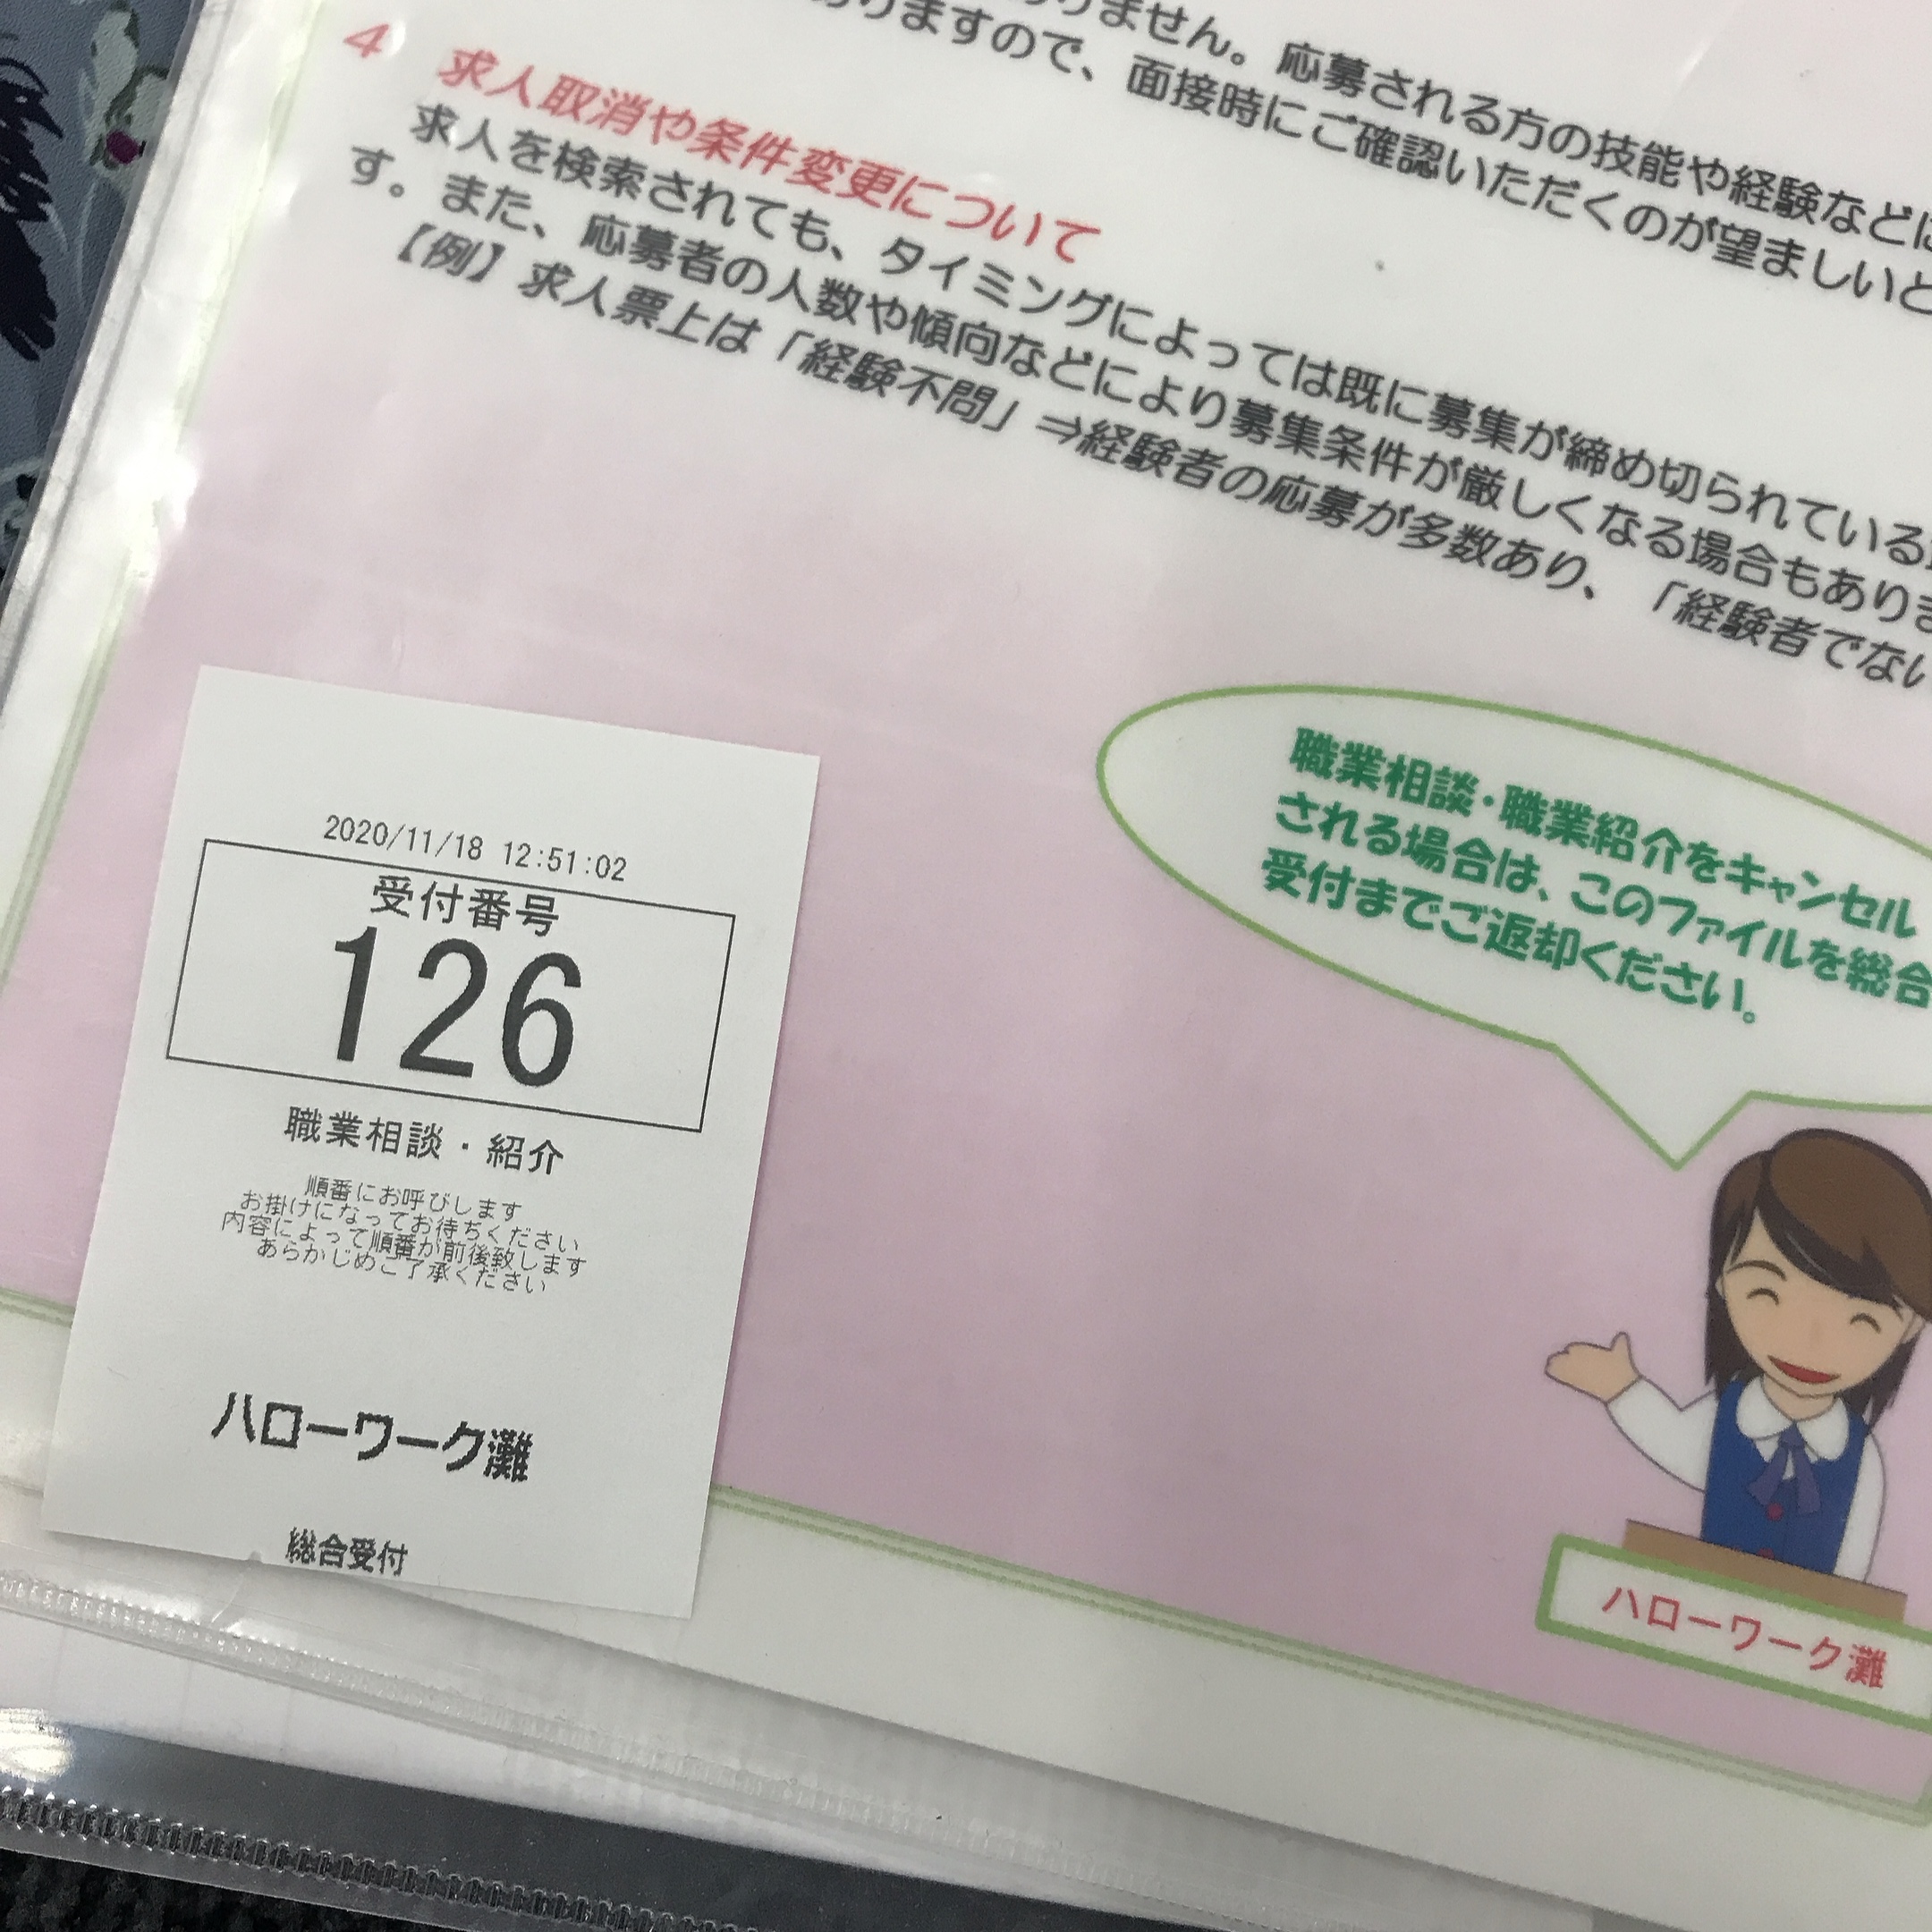 ありません。応募される方の技能や経験などに
ありますので、面接時にご確認いただくのが望ましいと
4 求人取消や条件変更について
求人を検索されても、タイミングによっては既に募集が締め切られている
す。また、応募者の人数や傾向などにより募集条件が厳しくなる場合もありま
【例】求人票上は「経験不問」⇒経験者の応募が多数あり、「経験者でない
職業相談・職業紹介をキャンセル
される場合は、このファイルを総合
受付までご返却ください。
ハローワーク灘
2020/11/18 12:51:02
受付番号
126
職業相談・紹介
順番にお呼びします
お掛けになってお待ちください
内容によって順番が前後致します
あらかじめご了承ください
ハローワーク灘
総合受付